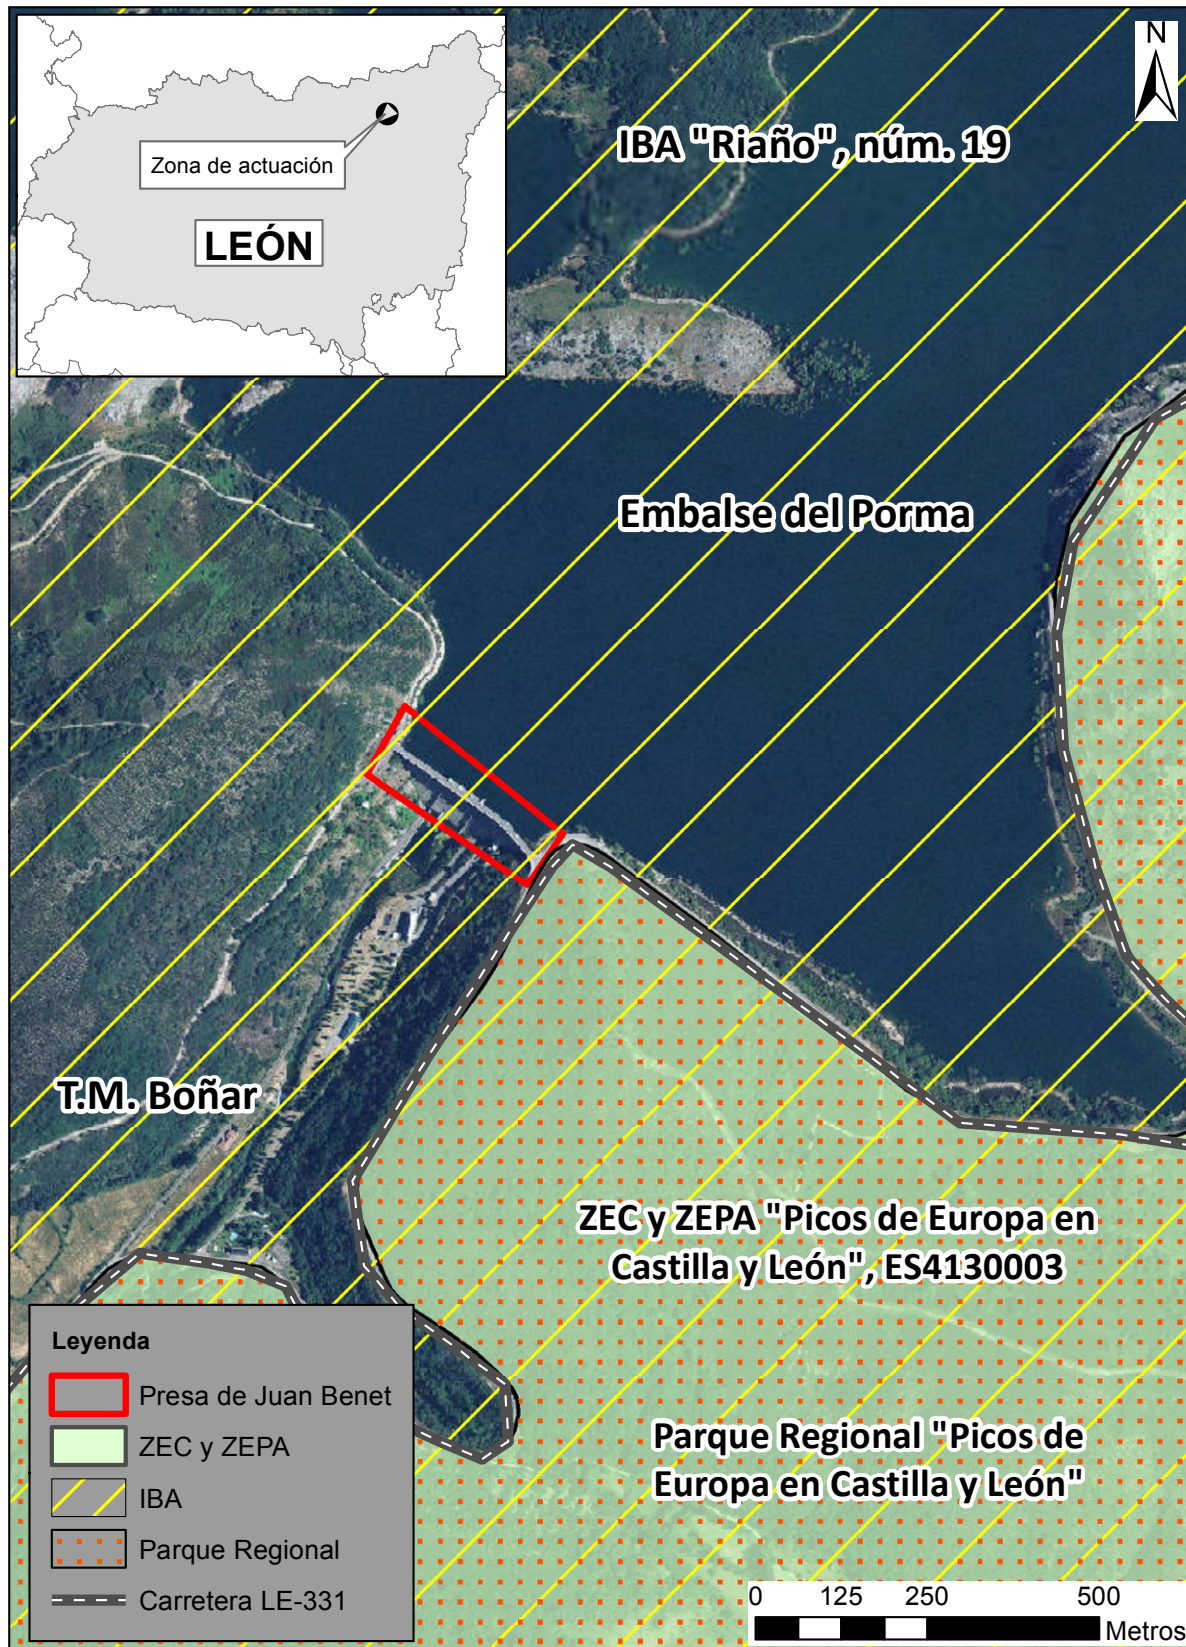 N
IBA "Riaño", núm. 19
Zona de actuación
LEÓN
Embalse del Porma
T.M. Boñar
ZEC y ZEPA "Picos de Europa en
Castilla y León", ES4130003
Parque Regional "Picos de
Europa en Castilla y León"
Leyenda
Presa de Juan Benet
ZEC y ZEPA
IBA
Parque Regional
Carretera LE-331
0 125 250 500
Metros